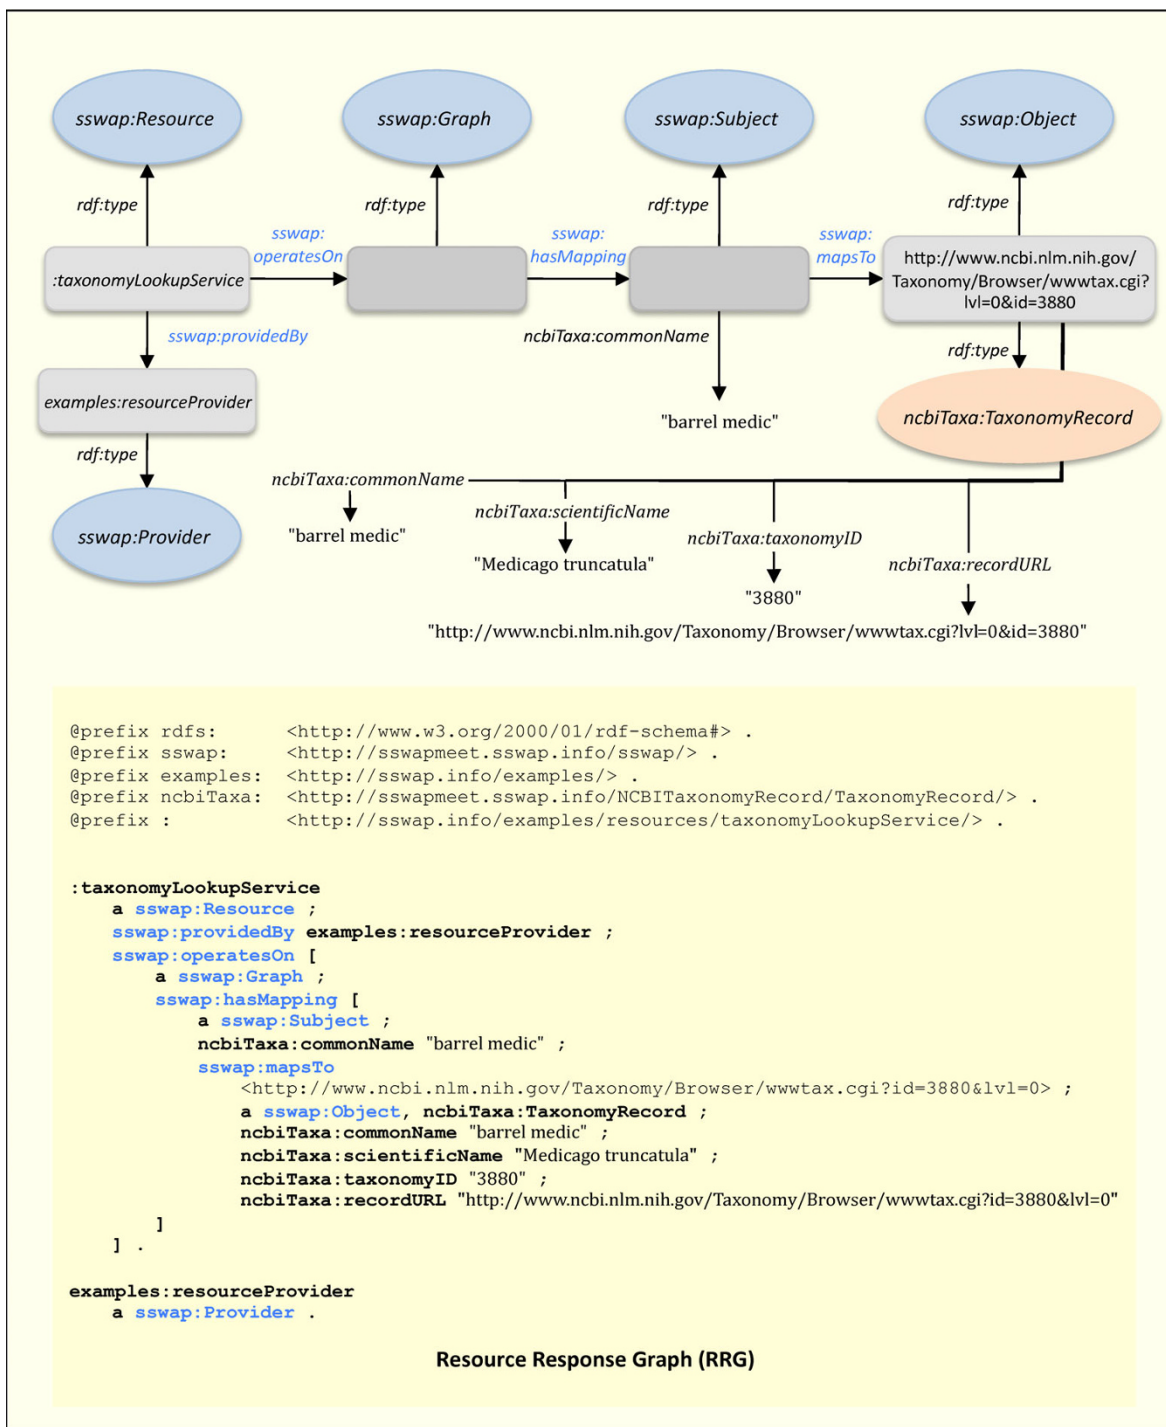 sswap:Resource
sswap:Graph
sswap:Subject
sswap:Object
rdf:type
rdf:type
rdf:type
rdf:type
:taxonomyLookupService
sswap:
operatesOn
sswap:
hasMapping
sswap:
mapsTo
http://www.ncbi.nlm.nih.gov/
Taxonomy/Browser/wwwtax.cgi?
lvl=0&id=3880
sswap:providedBy
ncbiTaxa:commonName
rdf:type
examples:resourceProvider
"barrel medic"
ncbiTaxa:TaxonomyRecord
rdf:type
sswap:Provider
ncbiTaxa:commonName
"barrel medic"
ncbiTaxa:scientificName
"Medicago truncatula"
ncbiTaxa:taxonomyID
"3880"
ncbiTaxa:recordURL
"http://www.ncbi.nlm.nih.gov/Taxonomy/Browser/wwwtax.cgi?lvl=0&id=3880"
@prefix rdfs: <http://www.w3.org/2000/01/rdf-schema#> .
@prefix sswap: <http://sswapmeet.sswap.info/sswap/> .
@prefix examples: <http://sswap.info/examples/> .
@prefix ncbiTaxa: <http://sswapmeet.sswap.info/NCBITaxonomyRecord/TaxonomyRecord/> .
@prefix : <http://sswap.info/examples/resources/taxonomyLookupService/> .
:taxonomyLookupService
a sswap:Resource ;
sswap:providedBy examples:resourceProvider ;
sswap:operatesOn [
a sswap:Graph ;
sswap:hasMapping [
a sswap:Subject ;
ncbiTaxa:commonName "barrel medic" ;
sswap:mapsTo
<http://www.ncbi.nlm.nih.gov/Taxonomy/Browser/wwwtax.cgi?id=3880&lvl=0> ;
a sswap:Object, ncbiTaxa:TaxonomyRecord ;
ncbiTaxa:commonName "barrel medic" ;
ncbiTaxa:scientificName "Medicago truncatula" ;
ncbiTaxa:taxonomyID "3880" ;
ncbiTaxa:recordURL "http://www.ncbi.nlm.nih.gov/Taxonomy/Browser/wwwtax.cgi?id=3880&lvl=0"
]
] .
examples:resourceProvider
a sswap:Provider .
Resource Response Graph (RRG)